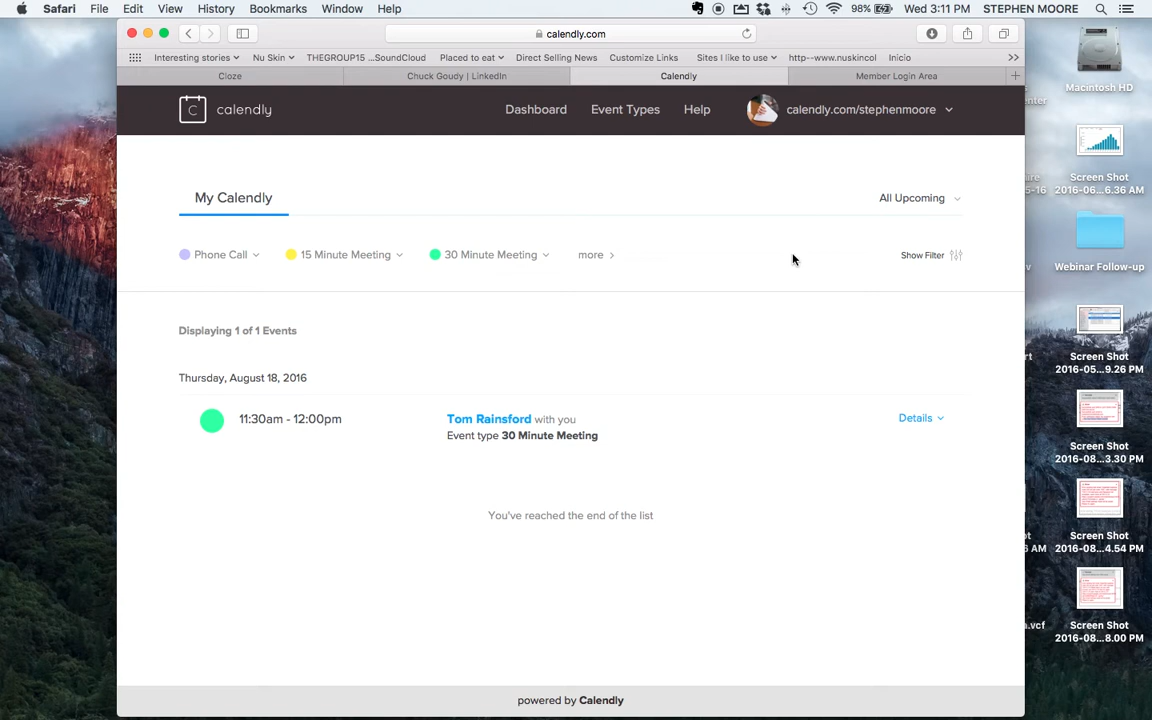 Safari File Edit View History Bookmarks Window Help 98% Wed 3:11 PM STEPHEN MOORE
calendly.com
Interesting stories Nu Skin THEGROUP15 ...SoundCloud Placed to eat Direct Selling News Customize Links Sites I like to use http--www.nuskincol Inicio
Cloze Chuck Goudy | LinkedIn Calendly Member Login Area
C calendly Dashboard Event Types Help calendly.com/stephenmoore
My Calendly All Upcoming
Phone Call 15 Minute Meeting 30 Minute Meeting more Show Filter
Displaying 1 of 1 Events
Thursday, August 18, 2016
11:30am - 12:00pm Tom Rainsford with you Details
Event type 30 Minute Meeting
You've reached the end of the list
powered by Calendly
Macintosh HD
Screen Shot
2016-06...6.36 AM
Webinar Follow-up
Screen Shot
2016-05...9.26 PM
Screen Shot
2016-08...3.30 PM
Screen Shot
2016-08...4.54 PM
Screen Shot
2016-08...8.00 PM